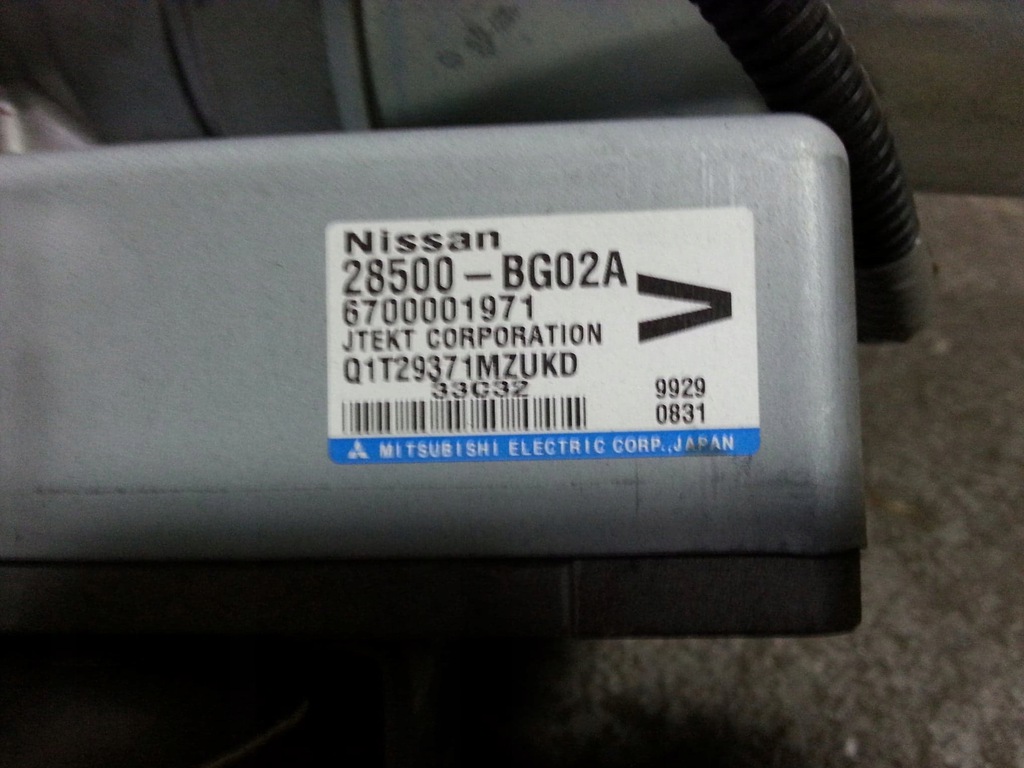 Nissan
28500-BG02A
6700001971
JTEKT CORPORATION
Q1T29371MZUKD
33C32
9929
0831
MITSUBISHI ELECTRIC CORP.,JAPAN